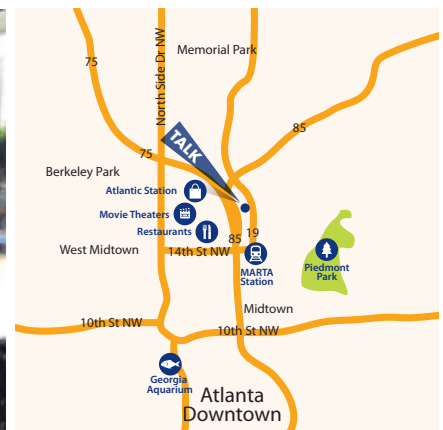 Memorial Park
North Side Dr NW
75
85
TALK
75
Berkeley Park
Atlantic Station
Movie Theaters
Restaurants
85
19
West Midtown
14th St NW
MARTA
Station
Piedmont
Park
Midtown
10th St NW
10th St NW
Georgia
Aquarium
Atlanta
Downtown